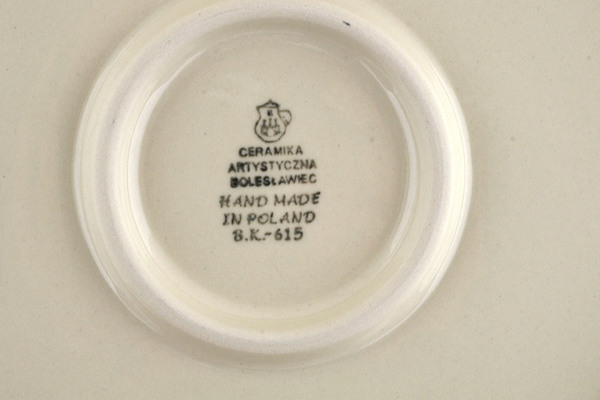 CERAMIKA
ARTYSTYCZNA
BOLESŁAWIEC
HAND MADE
IN POLAND
B.K.-615